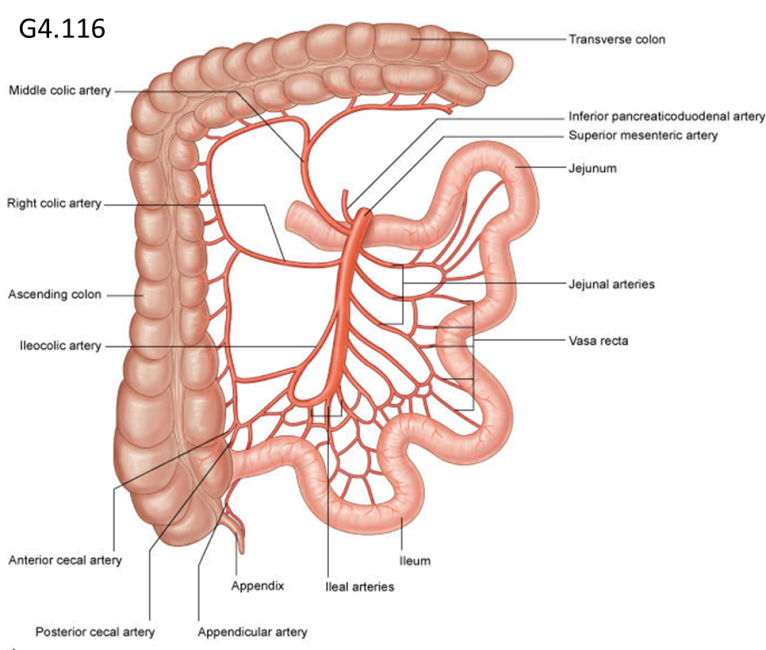 G4.116
Transverse colon
Middle colic artery
Inferior pancreaticoduodenal artery
Superior mesenteric artery
Jejunum
Right colic artery
Jejunal arteries
Ascending colon
Vasa recta
Ileocolic artery
Anterior cecal artery
Ileum
Appendix
Ileal arteries
Posterior cecal artery
Appendicular artery